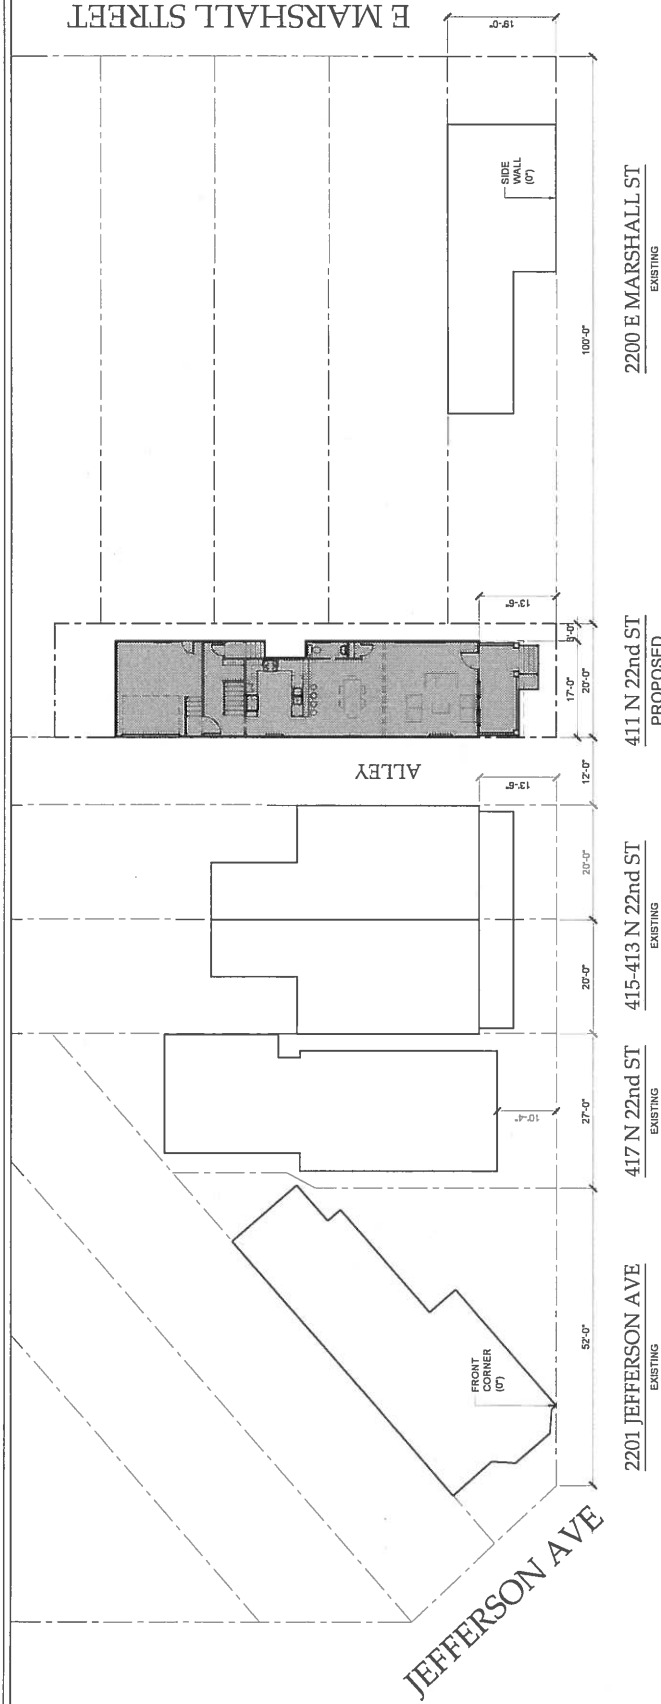 E MARSHALL STREET
19'-0"
SIDE
WALL
(0")
100'-0"
2200 E MARSHALL ST
EXISTING
13'-6"
3'-0"
17'-0"
20'-0"
411 N 22nd ST
PROPOSED
ALLEY
12'-0"
13'-6"
20'-0"
20'-0"
415-413 N 22nd ST
EXISTING
10'-4"
27'-0"
417 N 22nd ST
EXISTING
FRONT
CORNER
(0")
52'-0"
2201 JEFFERSON AVE
EXISTING
JEFFERSON AVE